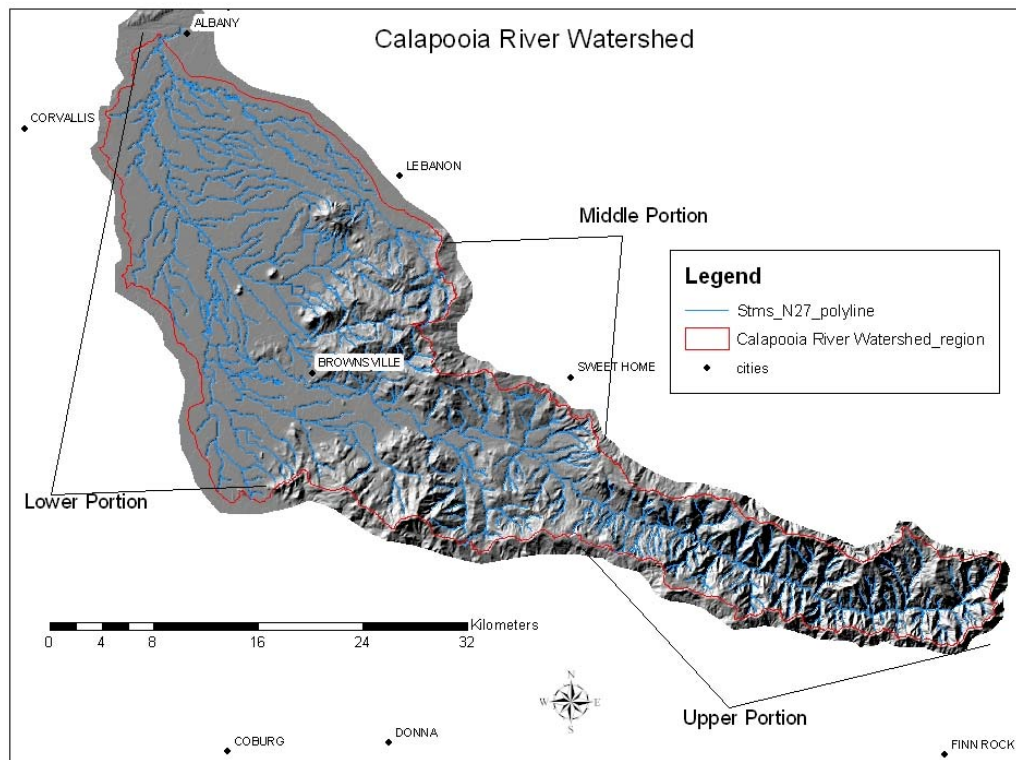 Calapooia River Watershed
ALBANY
CORVALLIS
LEBANON
Middle Portion
Legend
Stms_N27_polyline
Calapooia River Watershed_region
cities
BROWNSVILLE
SWEET HOME
Lower Portion
Kilometers
0 4 8 16 24 32
N
W E
S
Upper Portion
COBURG
DONNA
FINN ROCK